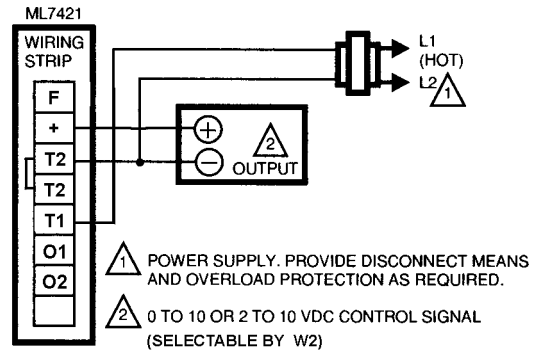 ML7421
WIRING
STRIP
F
+
T2
T2
T1
O1
O2
L1
(HOT)
L2
1
+
−
2
OUTPUT
1 POWER SUPPLY. PROVIDE DISCONNECT MEANS
AND OVERLOAD PROTECTION AS REQUIRED.
2 0 TO 10 OR 2 TO 10 VDC CONTROL SIGNAL
(SELECTABLE BY W2)